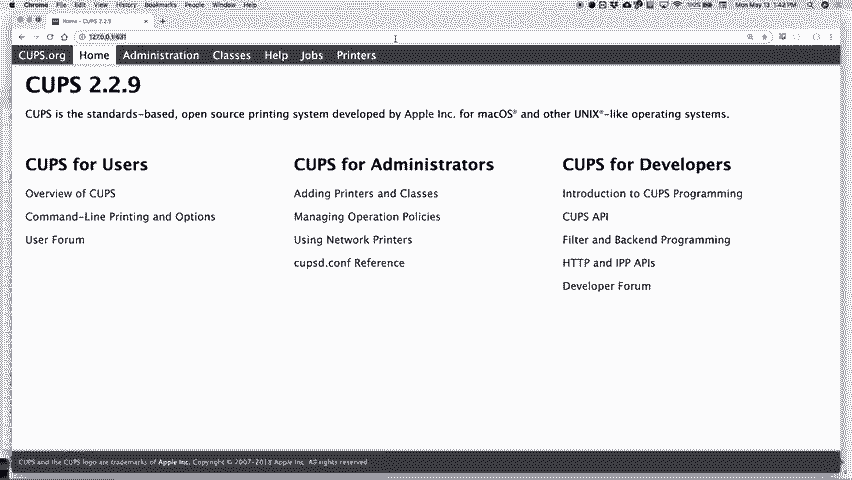 Chrome File Edit View History Bookmarks People Window Help
Mon May 13 1:42 PM
Home - CUPS 2.2.9
127.0.0.1:631
CUPS.org Home Administration Classes Help Jobs Printers
CUPS 2.2.9
CUPS is the standards-based, open source printing system developed by Apple Inc. for macOS® and other UNIX®-like operating systems.
CUPS for Users
Overview of CUPS
Command-Line Printing and Options
User Forum
CUPS for Administrators
Adding Printers and Classes
Managing Operation Policies
Using Network Printers
cupsd.conf Reference
CUPS for Developers
Introduction to CUPS Programming
CUPS API
Filter and Backend Programming
HTTP and IPP APIs
Developer Forum
CUPS and the CUPS logo are trademarks of Apple Inc. Copyright © 2007-2018 Apple Inc. All rights reserved.